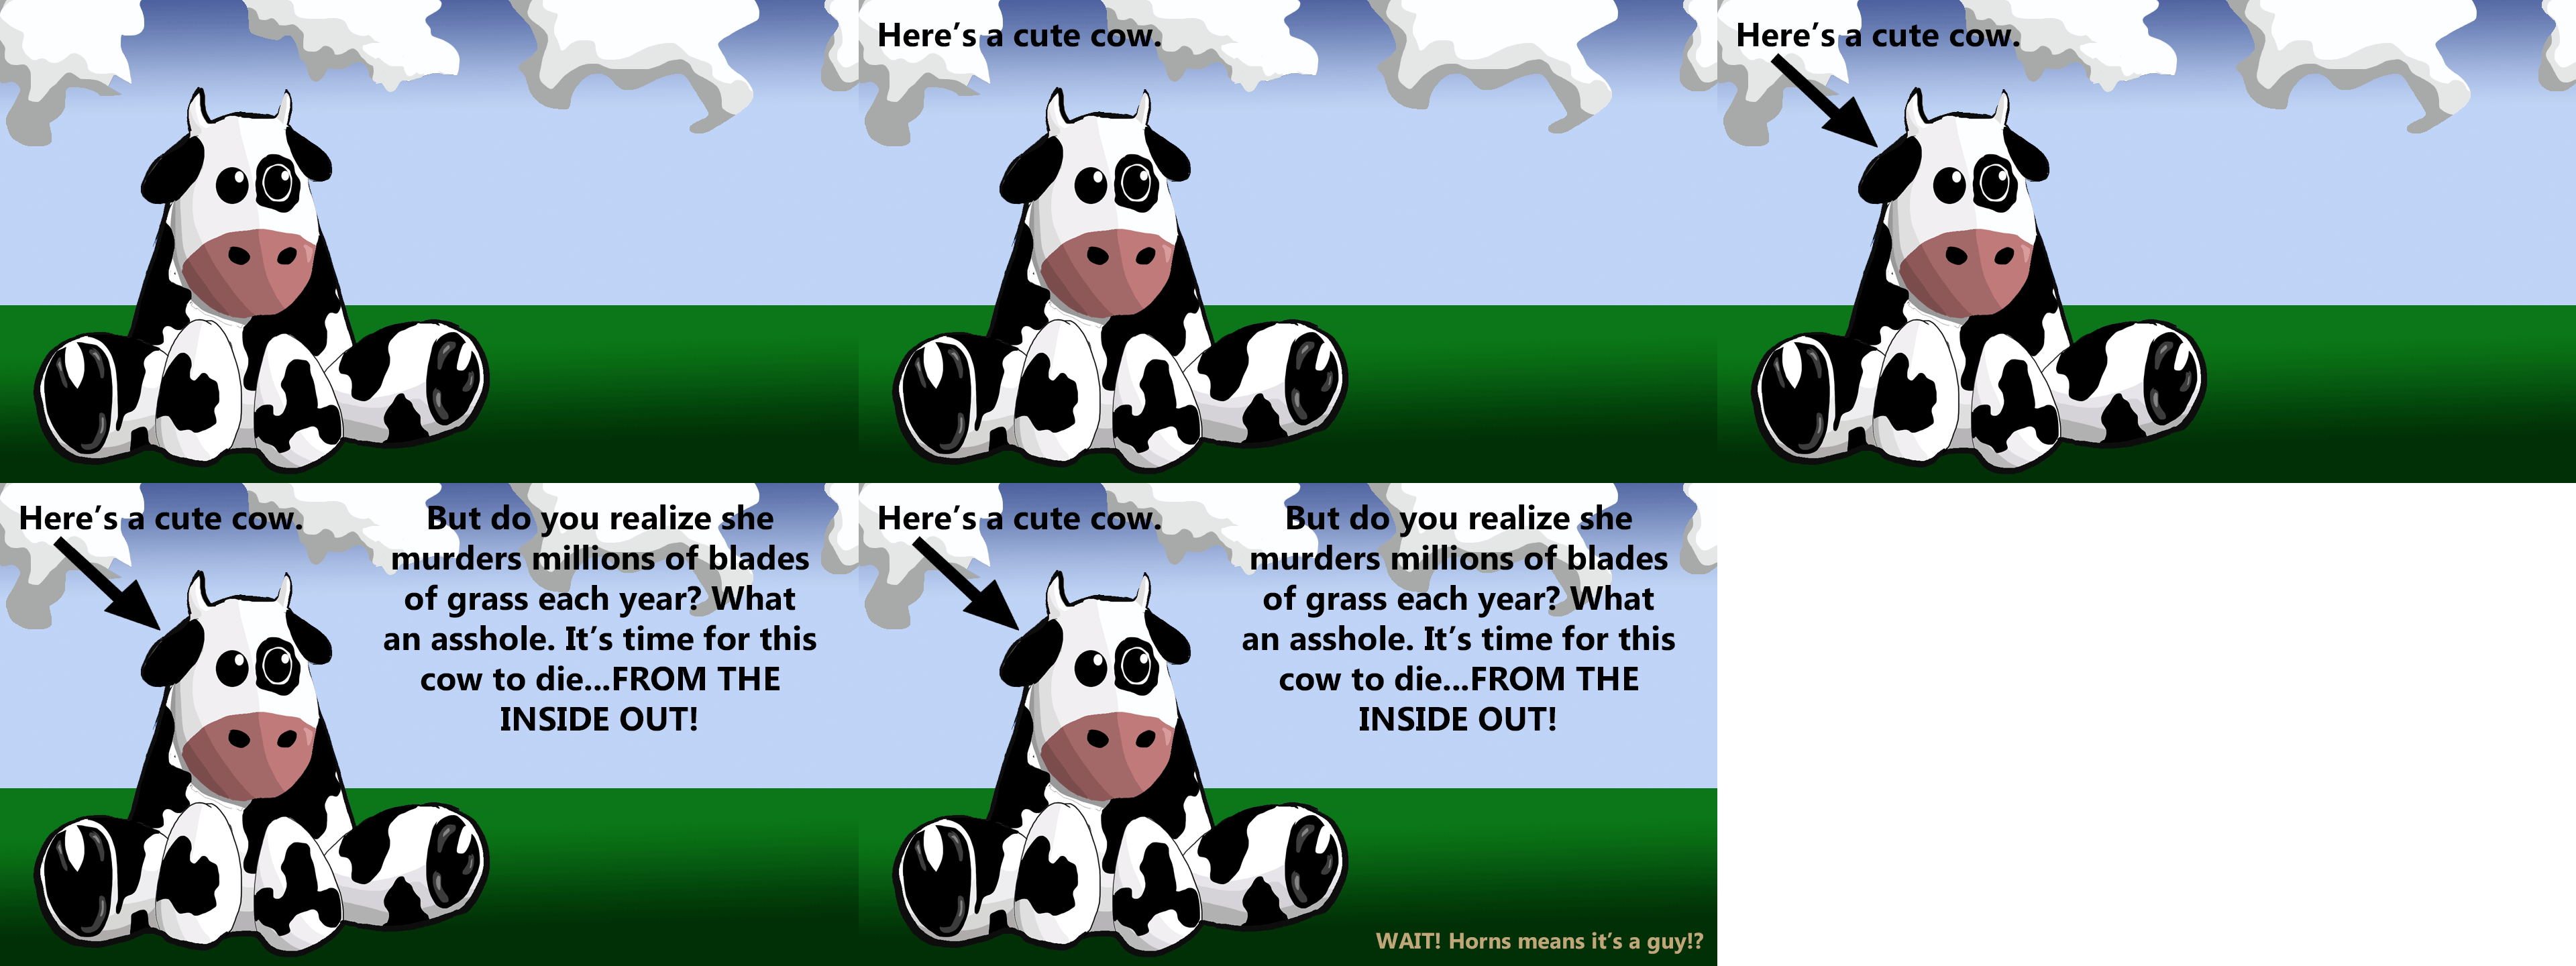 Here’s a cute cow.
Here’s a cute cow.
Here’s a cute cow.
But do you realize she
murders millions of blades
of grass each year? What
an asshole. It’s time for this
cow to die...FROM THE
INSIDE OUT!
Here’s a cute cow.
But do you realize she
murders millions of blades
of grass each year? What
an asshole. It’s time for this
cow to die...FROM THE
INSIDE OUT!
WAIT! Horns means it’s a guy!?